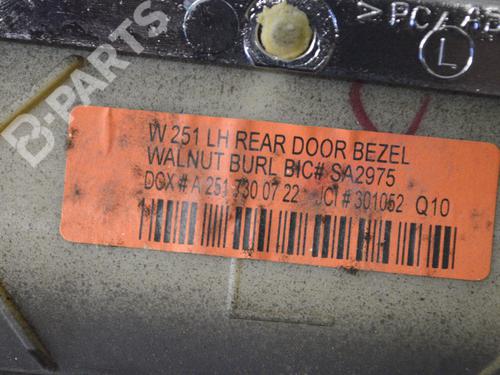 > PC/AB
L
B-PARTS
W 251 LH REAR DOOR BEZEL
WALNUT BURL BIC# SA2975
DCX # A 251 730 07 22 JCI # 301052 Q10